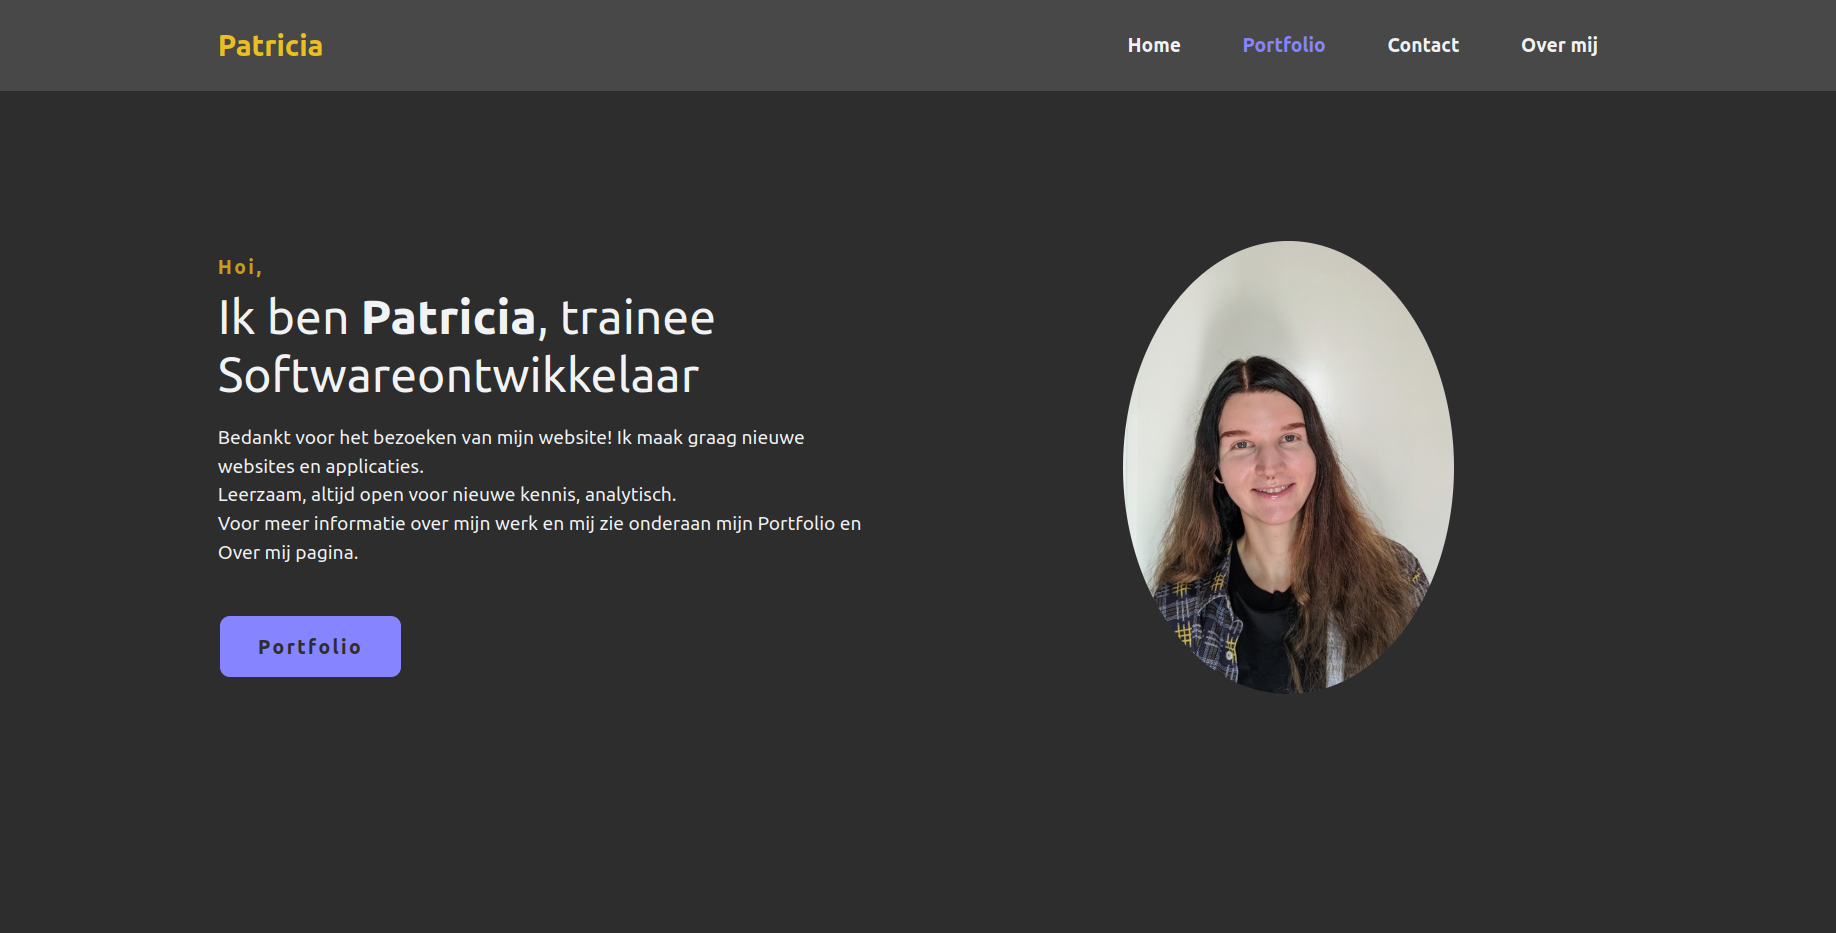 Patricia
Home Portfolio Contact Over mij
Hoi,
Ik ben Patricia, trainee
Softwareontwikkelaar
Bedankt voor het bezoeken van mijn website! Ik maak graag nieuwe
websites en applicaties.
Leerzaam, altijd open voor nieuwe kennis, analytisch.
Voor meer informatie over mijn werk en mij zie onderaan mijn Portfolio en
Over mij pagina.
Portfolio